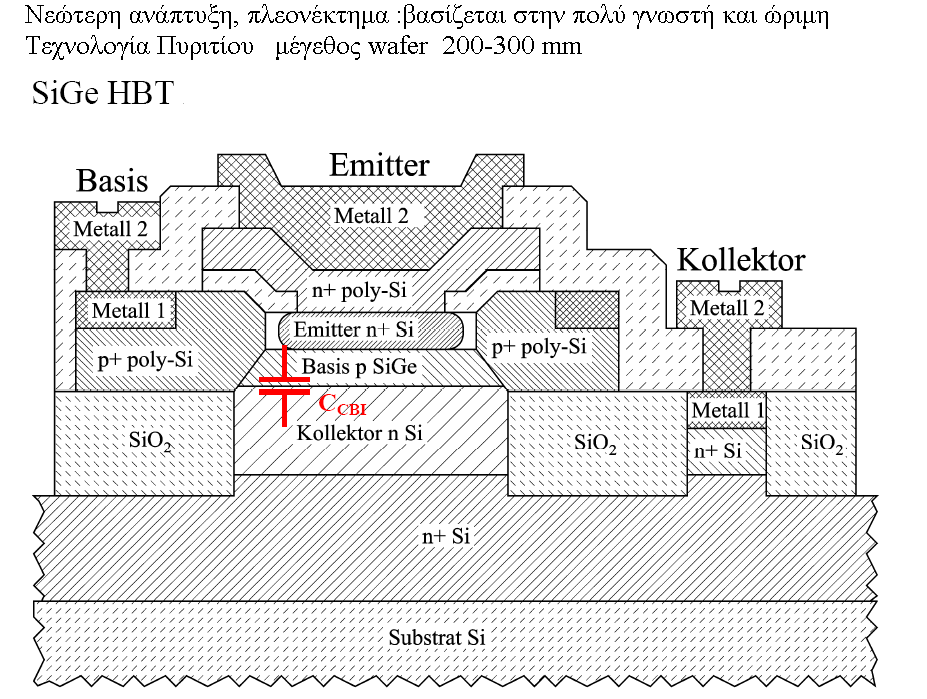 Νεώτερη ανάπτυξη, πλεονέκτημα :βασίζεται στην πολύ γνωστή και ώριμη
Τεχνολογία Πυριτίου μέγεθος wafer 200-300 mm
SiGe HBT
Emitter
Basis
Metall 2
Metall 2
Kollektor
n+ poly-Si
Metall 1
Metall 2
Emitter n+ Si
p+ poly-Si
p+ poly-Si
Basis p SiGe
C_CBI
Metall 1
Kollektor n Si
SiO₂
SiO₂
n+ Si
SiO₂
n+ Si
Substrat Si